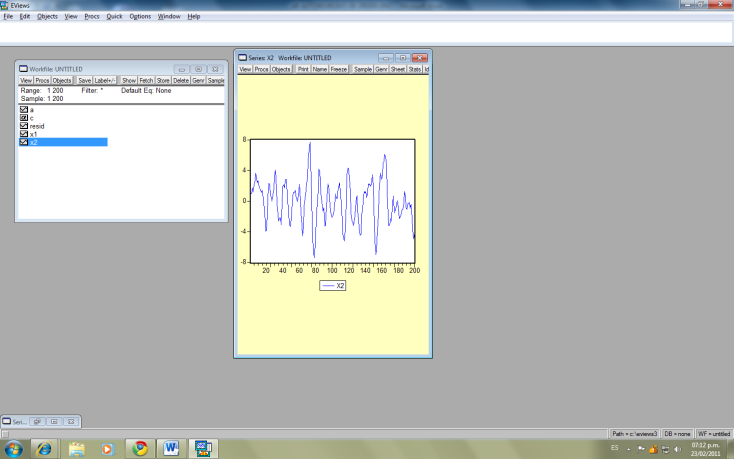 EViews
File Edit Objects View Procs Quick Options Window Help
Workfile: UNTITLED
View Procs Objects Save Label+/- Show Fetch Store Delete Genr Sample
Range: 1 200 Filter: * Default Eq: None
Sample: 1 200
a
c
resid
x1
x2
Series: X2 Workfile: UNTITLED
View Procs Objects Print Name Freeze Sample Genr Sheet Stats Id
8
4
0
-4
-8
20 40 60 80 100 120 140 160 180 200
X2
Seri...
Path = c:\eviews3 DB = none WF = untitled
ES
07:12 p.m.
23/02/2011